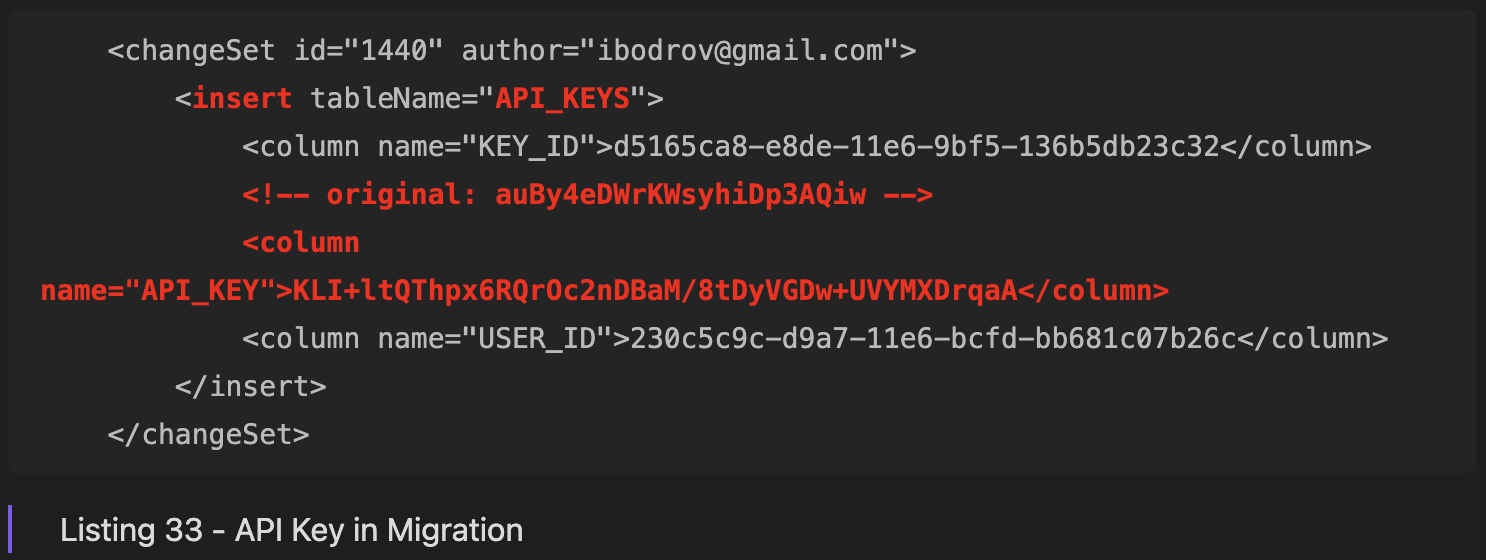 <changeSet id="1440" author="ibodrov@gmail.com">
<insert tableName="API_KEYS">
<column name="KEY_ID">d5165ca8-e8de-11e6-9bf5-136b5db23c32</column>
<!-- original: auBy4eDWrKWsyhiDp3AQiw -->
<column
name="API_KEY">KLI+ltQThpx6RQrOc2nDBaM/8tDyVGDw+UVYMXDrqaA</column>
<column name="USER_ID">230c5c9c-d9a7-11e6-bcfd-bb681c07b26c</column>
</insert>
</changeSet>
Listing 33 - API Key in Migration